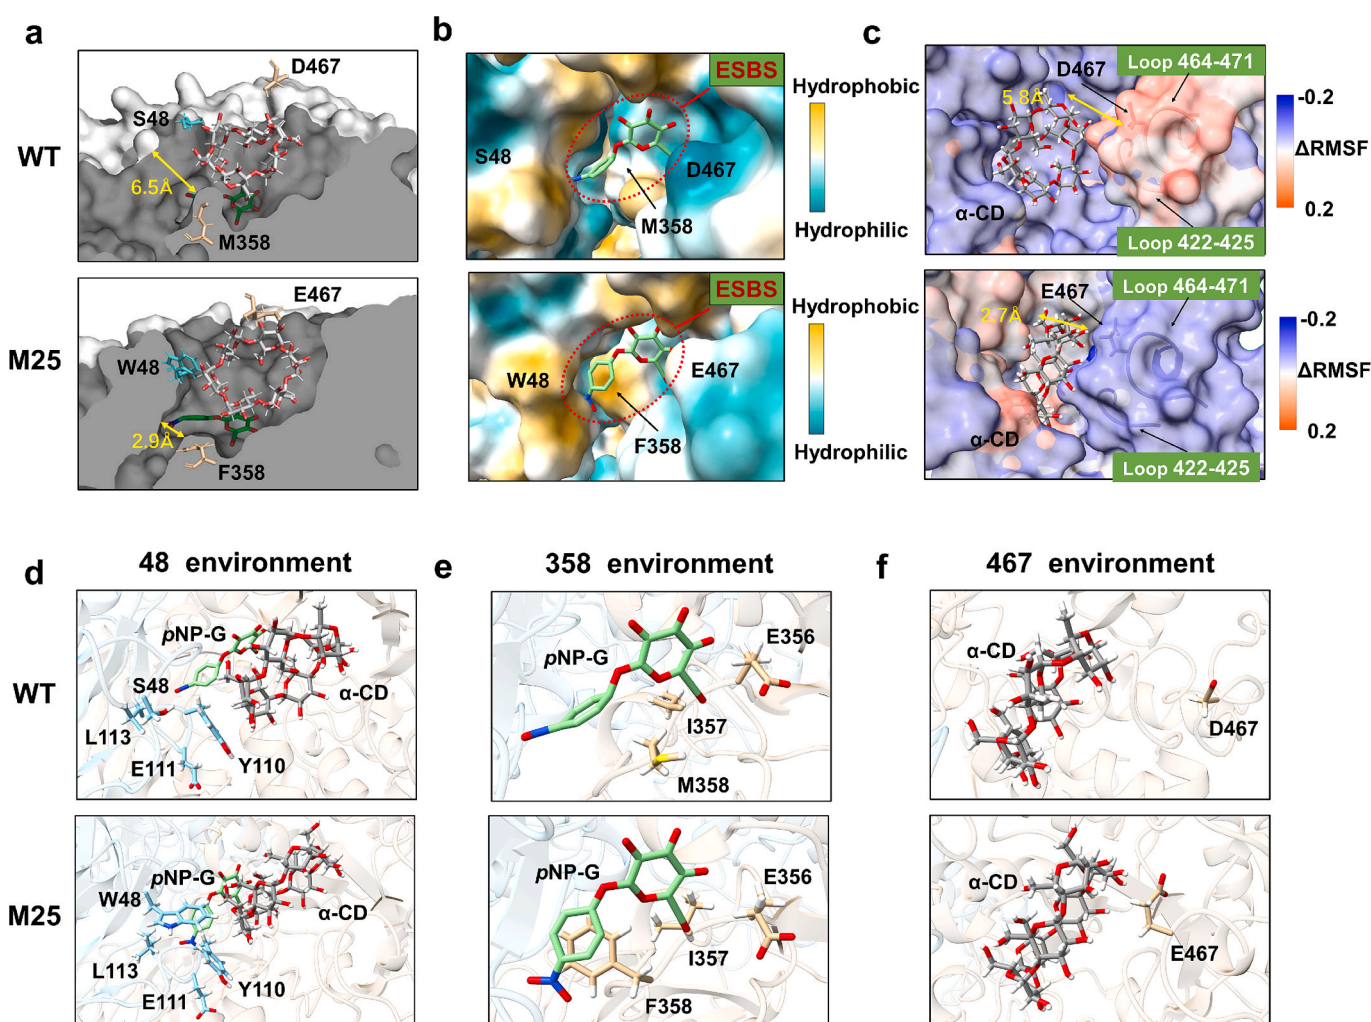 a
WT
D467
S48
6.5Å
M358
M25
E467
W48
2.9Å
F358
b
ESBS
S48
D467
M358
Hydrophobic
Hydrophilic
ESBS
W48
E467
F358
Hydrophobic
Hydrophilic
c
D467
Loop 464-471
5.8Å
α-CD
Loop 422-425
-0.2
ΔRMSF
0.2
E467
Loop 464-471
2.7Å
α-CD
Loop 422-425
-0.2
ΔRMSF
0.2
d
48 environment
WT
pNP-G
S48
α-CD
L113
E111
Y110
M25
pNP-G
W48
α-CD
L113
E111
Y110
e
358 environment
E356
pNP-G
I357
M358
pNP-G
E356
I357
F358
f
467 environment
α-CD
D467
α-CD
E467